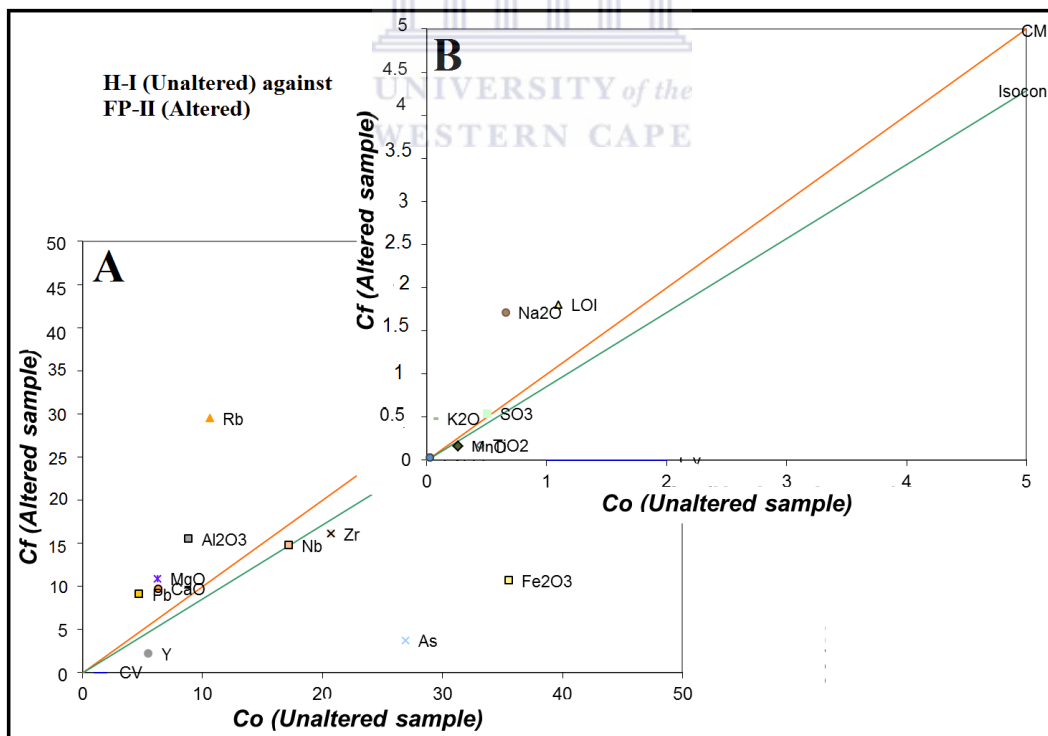 UNIVERSITY of the
WESTERN CAPE
H-I (Unaltered) against
FP-II (Altered)
B
Cf (Altered sample)
5
4.5
4
3.5
3
2.5
2
1.5
1
0.5
0
CM
Isocon
Na2O
LOI
K2O
SO3
MnO
TiO2
0
1
2
3
4
5
Co (Unaltered sample)
A
Cf (Altered sample)
50
45
40
35
30
25
20
15
10
5
0
Rb
Al2O3
Zr
Nb
MgO
CaO
Pb
Fe2O3
As
Y
CV
0
10
20
30
40
50
Co (Unaltered sample)